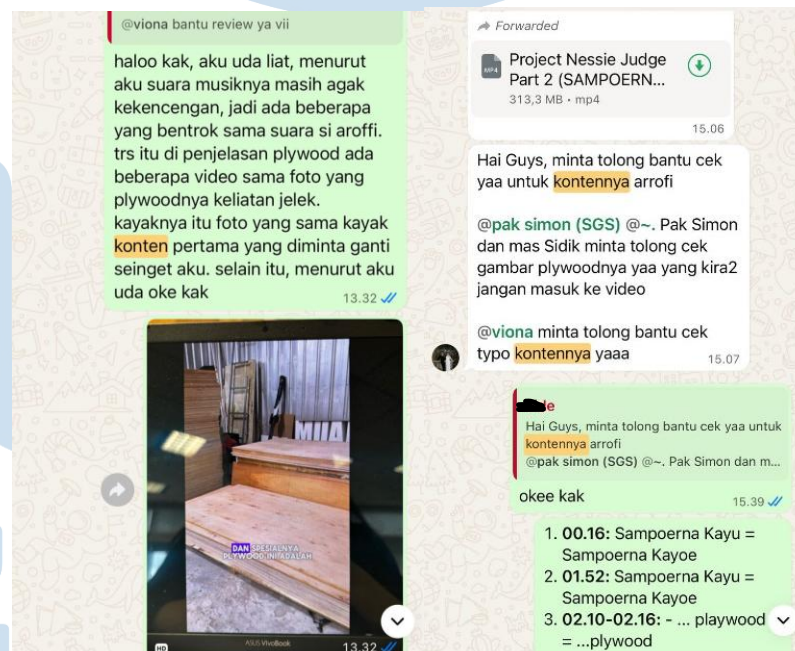 @viona bantu review ya vii
haloo kak, aku uda liat, menurut
aku suara musiknya masih agak
kekencengan, jadi ada beberapa
yang bentrok sama suara si aroffi.
trs itu di penjelasan plywood ada
beberapa video sama foto yang
plywoodnya keliatan jelek.
kayaknya itu foto yang sama kayak
konten pertama yang diminta ganti
seinget aku. selain itu, menurut aku
uda oke kak
13.32
DAN SPESIALNYA
PLYWOOD INI ADALAH
ASUS VivoBook
HD
13.32
Forwarded
MP4
Project Nessie Judge
Part 2 (SAMPOERN...
313,3 MB • mp4
15.06
Hai Guys, minta tolong bantu cek
yaa untuk kontennya arrofi
@pak simon (SGS) @~. Pak Simon
dan mas Sidik minta tolong cek
gambar plywoodnya yaa yang kira2
jangan masuk ke video
@viona minta tolong bantu cek
typo kontennya yaaa
15.07
Hai Guys, minta tolong bantu cek yaa untuk
kontennya arrofi
@pak simon (SGS) @~. Pak Simon dan m...
okee kak
15.39
1. 00.16: Sampoerna Kayu =
Sampoerna Kayoe
2. 01.52: Sampoerna Kayu =
Sampoerna Kayoe
3. 02.10-02.16: - ... playwood
= ...plywood